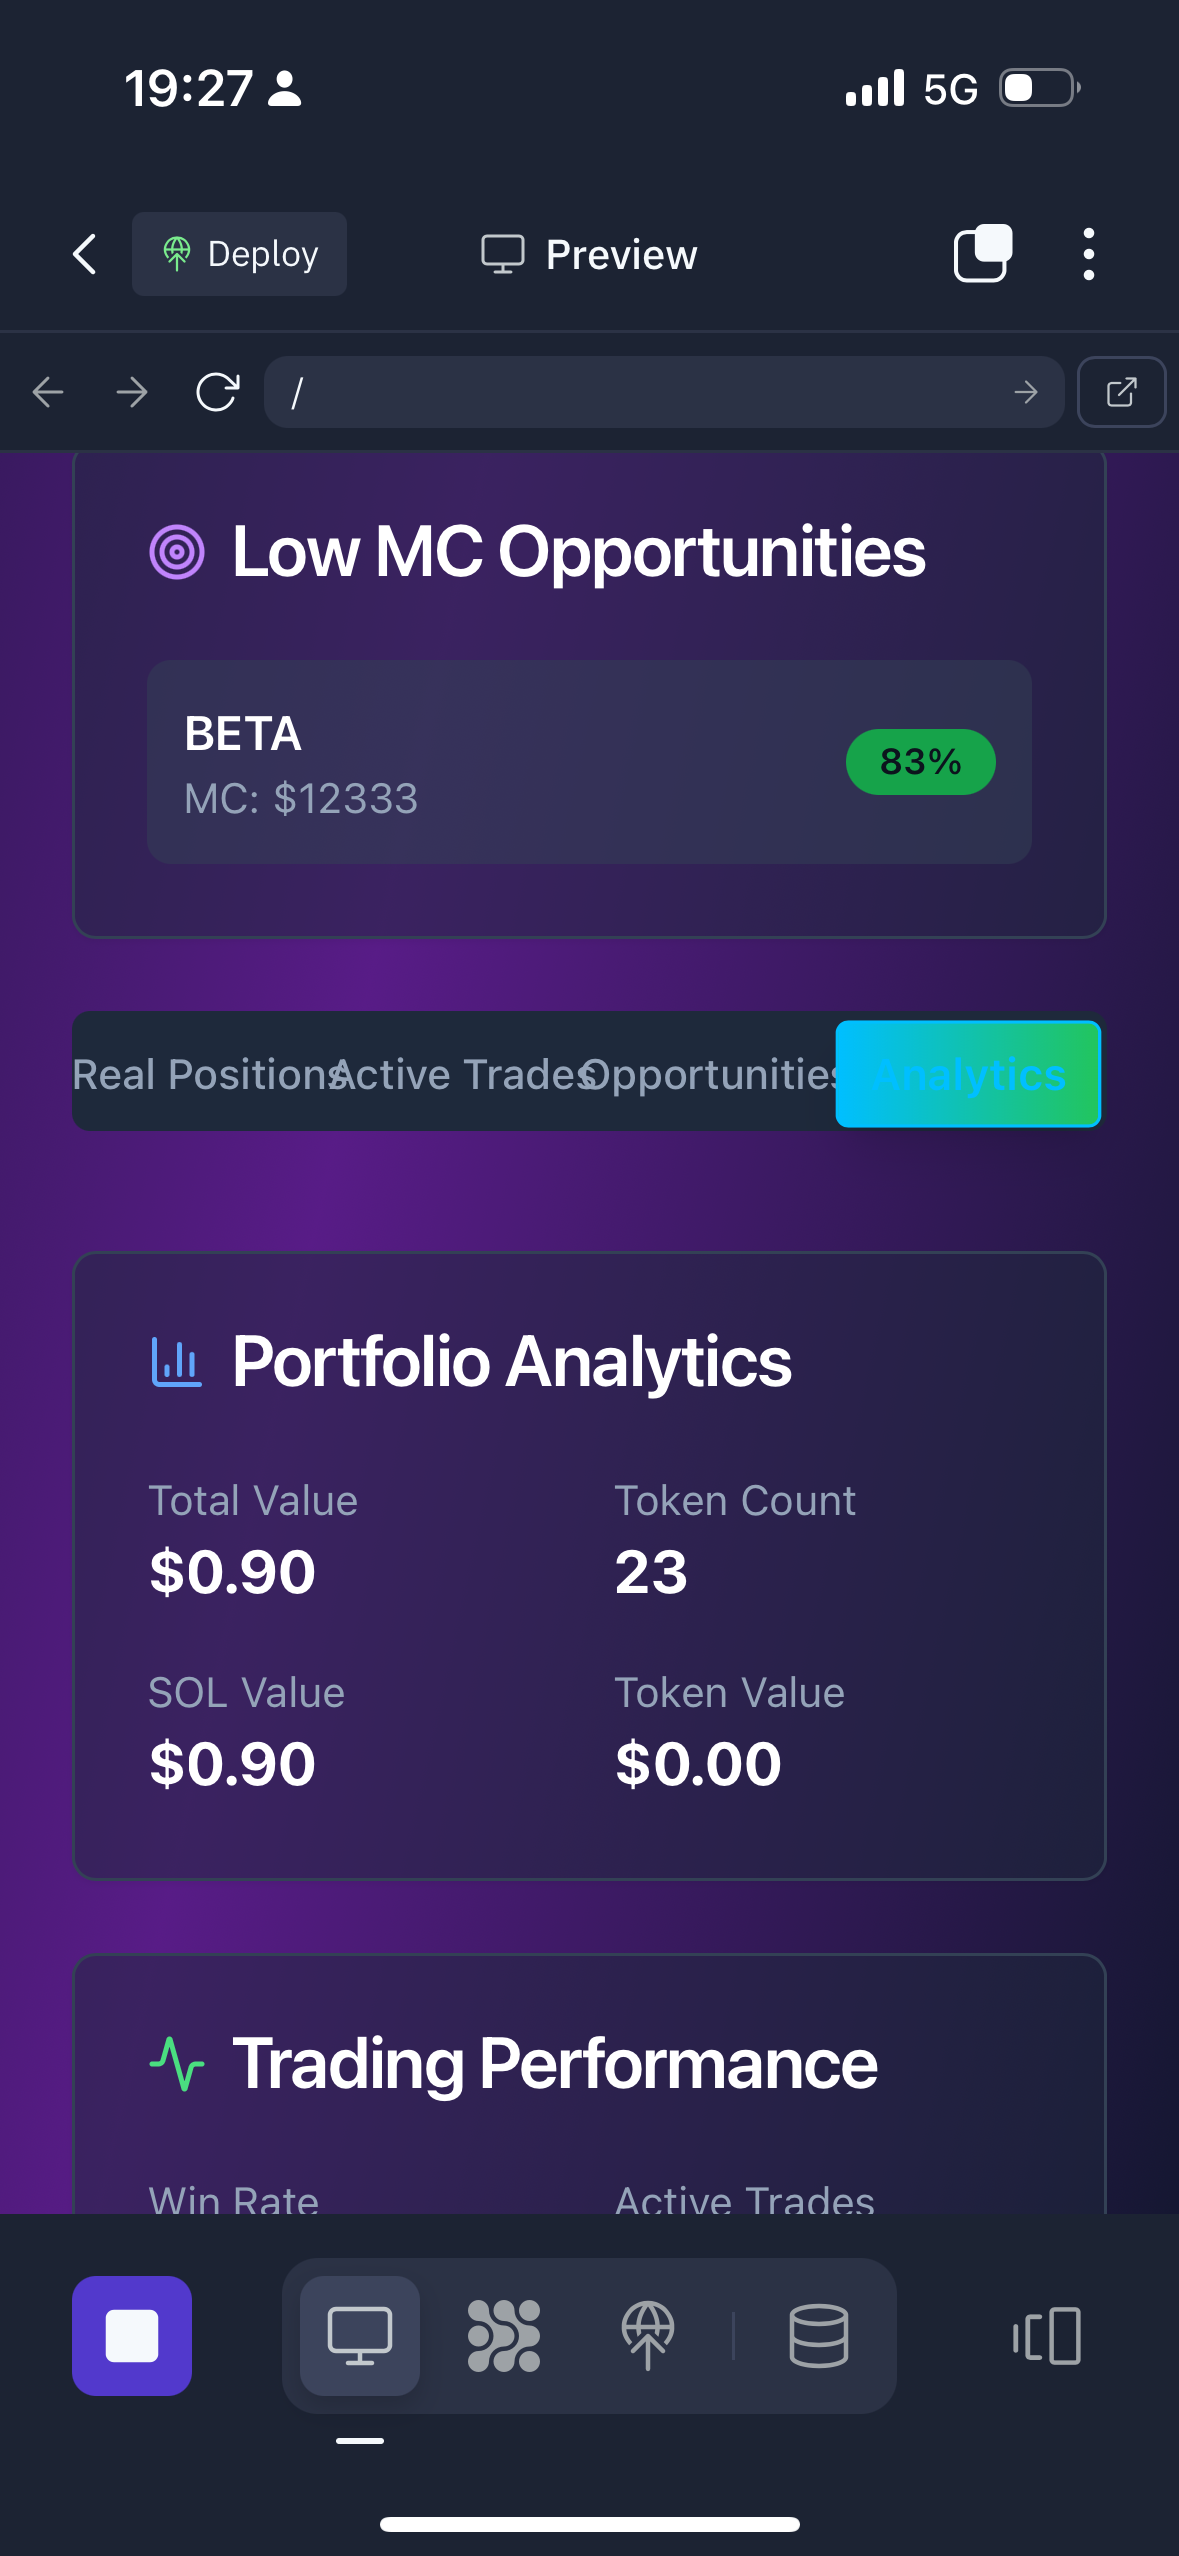 19:27
5G
Deploy
Preview
/
Low MC Opportunities
BETA
MC: $12333
83%
Real Positions
Active Trades
Opportunities
Analytics
Portfolio Analytics
Total Value
Token Count
$0.90
23
SOL Value
Token Value
$0.90
$0.00
Trading Performance
Win Rate
Active Trades